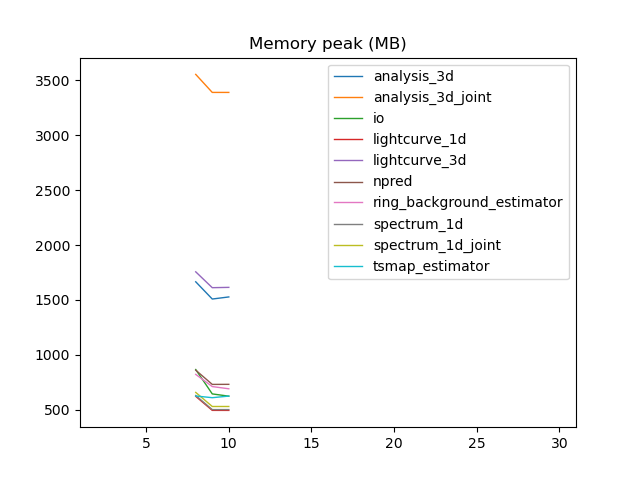 Memory peak (MB)
3500
3000
2500
2000
1500
1000
500
5
10
15
20
25
30
analysis_3d
analysis_3d_joint
io
lightcurve_1d
lightcurve_3d
npred
ring_background_estimator
spectrum_1d
spectrum_1d_joint
tsmap_estimator